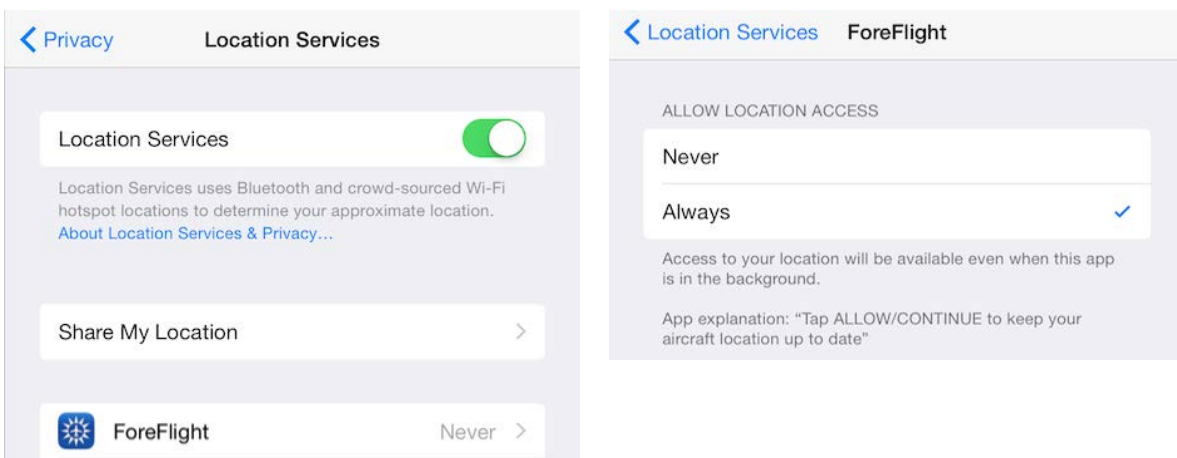 Privacy
Location Services
Location Services
Location Services uses Bluetooth and crowd-sourced Wi-Fi
hotspot locations to determine your approximate location.
About Location Services & Privacy…
Share My Location
ForeFlight
Never
Location Services
ForeFlight
ALLOW LOCATION ACCESS
Never
Always
Access to your location will be available even when this app
is in the background.
App explanation: “Tap ALLOW/CONTINUE to keep your
aircraft location up to date”